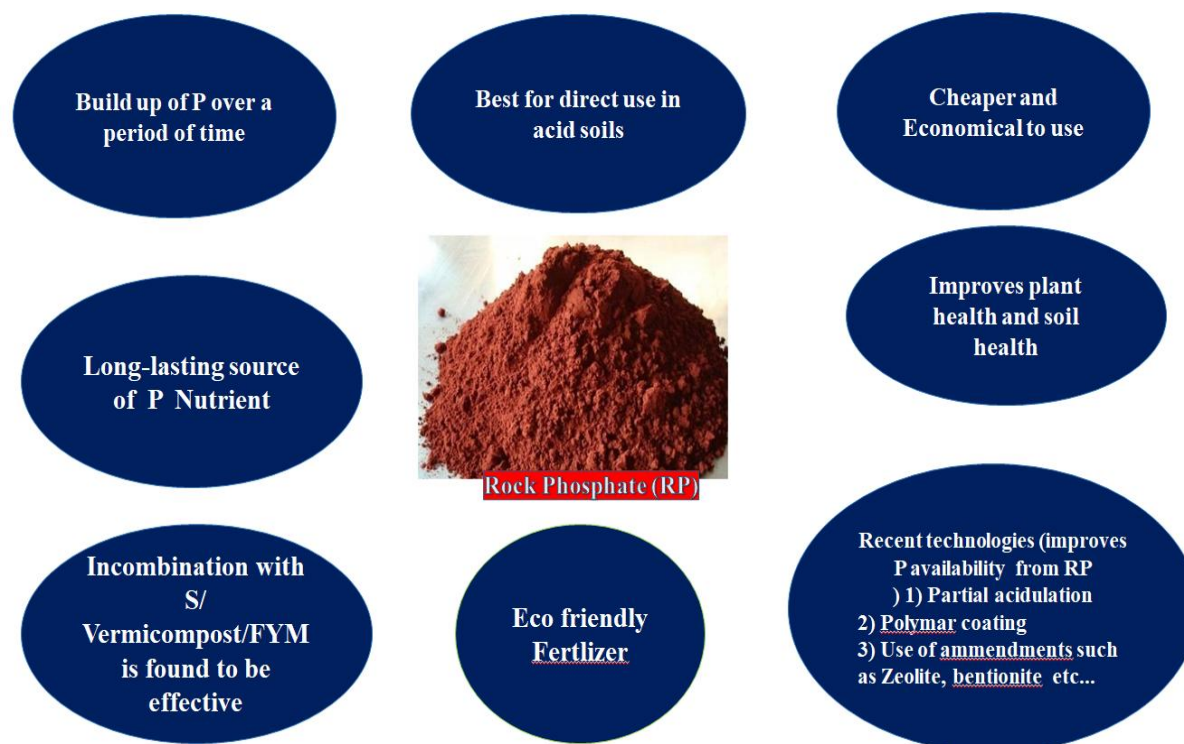 Build up of P over a
period of time
Best for direct use in
acid soils
Cheaper and
Economical to use
Long-lasting source
of P Nutrient
Rock Phosphate (RP)
Improves plant
health and soil
health
Incombination with
S/
Vermicompost/FYM
is found to be
effective
Eco friendly
Fertlizer
Recent technologies (improves
P availability from RP
) 1) Partial acidulation
2) Polymar coating
3) Use of ammendments such
as Zeolite, bentionite etc...